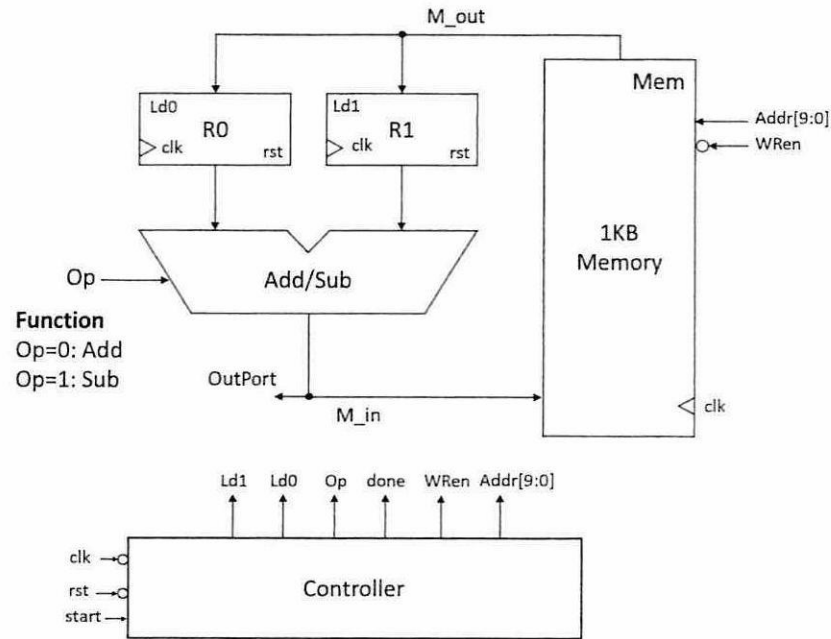 M_out
Mem
Ld0
R0
clk
rst
Ld1
R1
clk
rst
Addr[9:0]
WRen
1KB
Memory
Op
Add/Sub
Function
Op=0: Add
Op=1: Sub
OutPort
M_in
clk
Ld1 Ld0 Op done WRen Addr[9:0]
clk
rst
start
Controller